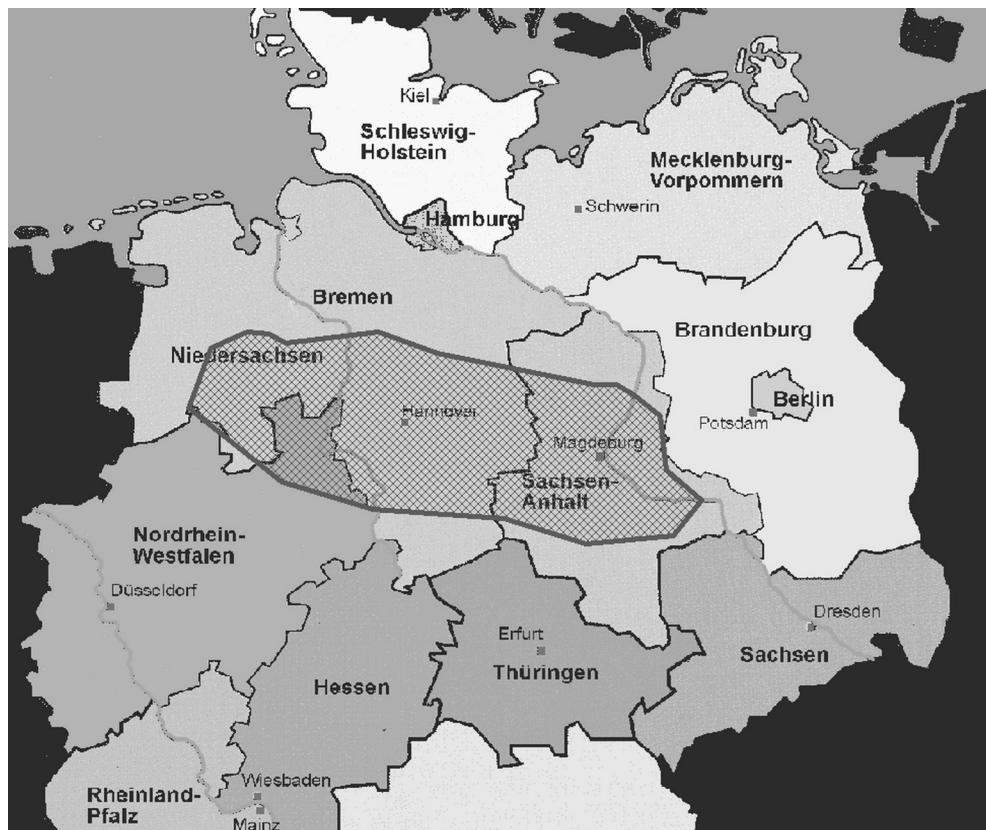 Kiel
Schleswig-
Holstein
Mecklenburg-
Vorpommern
Schwerin
Hamburg
Bremen
Brandenburg
Niedersachsen
Berlin
Hannover
Potsdam
Magdeburg
Sachsen-
Anhalt
Nordrhein-
Westfalen
Düsseldorf
Dresden
Erfurt
Sachsen
Thüringen
Hessen
Wiesbaden
Rheinland-
Pfalz
Mainz